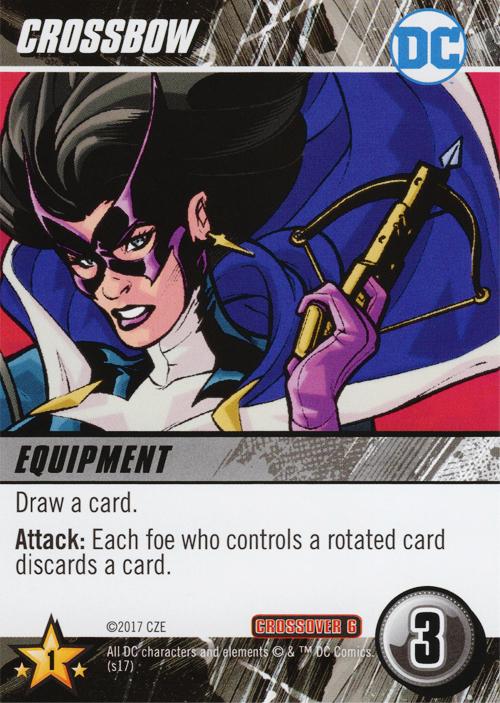 CROSSBOW
DC
EQUIPMENT
Draw a card.
Attack: Each foe who controls a rotated card
discards a card.
1
©2017 CZE
CROSSOVER 6
All DC characters and elements © & ™ DC Comics.
(s17)
3